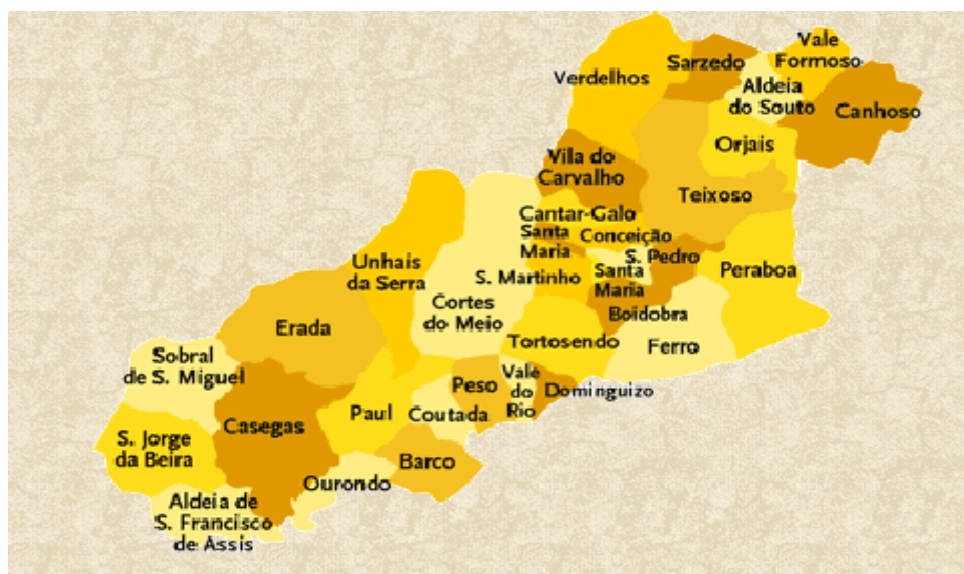 Vale
Formoso
Sarzedo
Verdelhos
Aldeia
do Souto
Canhoso
Orjais
Vila do
Carvalho
Teixoso
Cantar-Galo
Santa
Maria
Conceição
S. Pedro
Unhais
da Serra
S. Martinho
Santa
Maria
Peraboa
Cortes
do Meio
Boidobra
Erada
Tortosendo
Ferro
Sobral
de S. Miguel
Peso
Vale
do
Rio
Dominguizo
Paul
Coutada
Casegas
S. Jorge
da Beira
Barco
Ourondo
Aldeia de
S. Francisco
de Assis